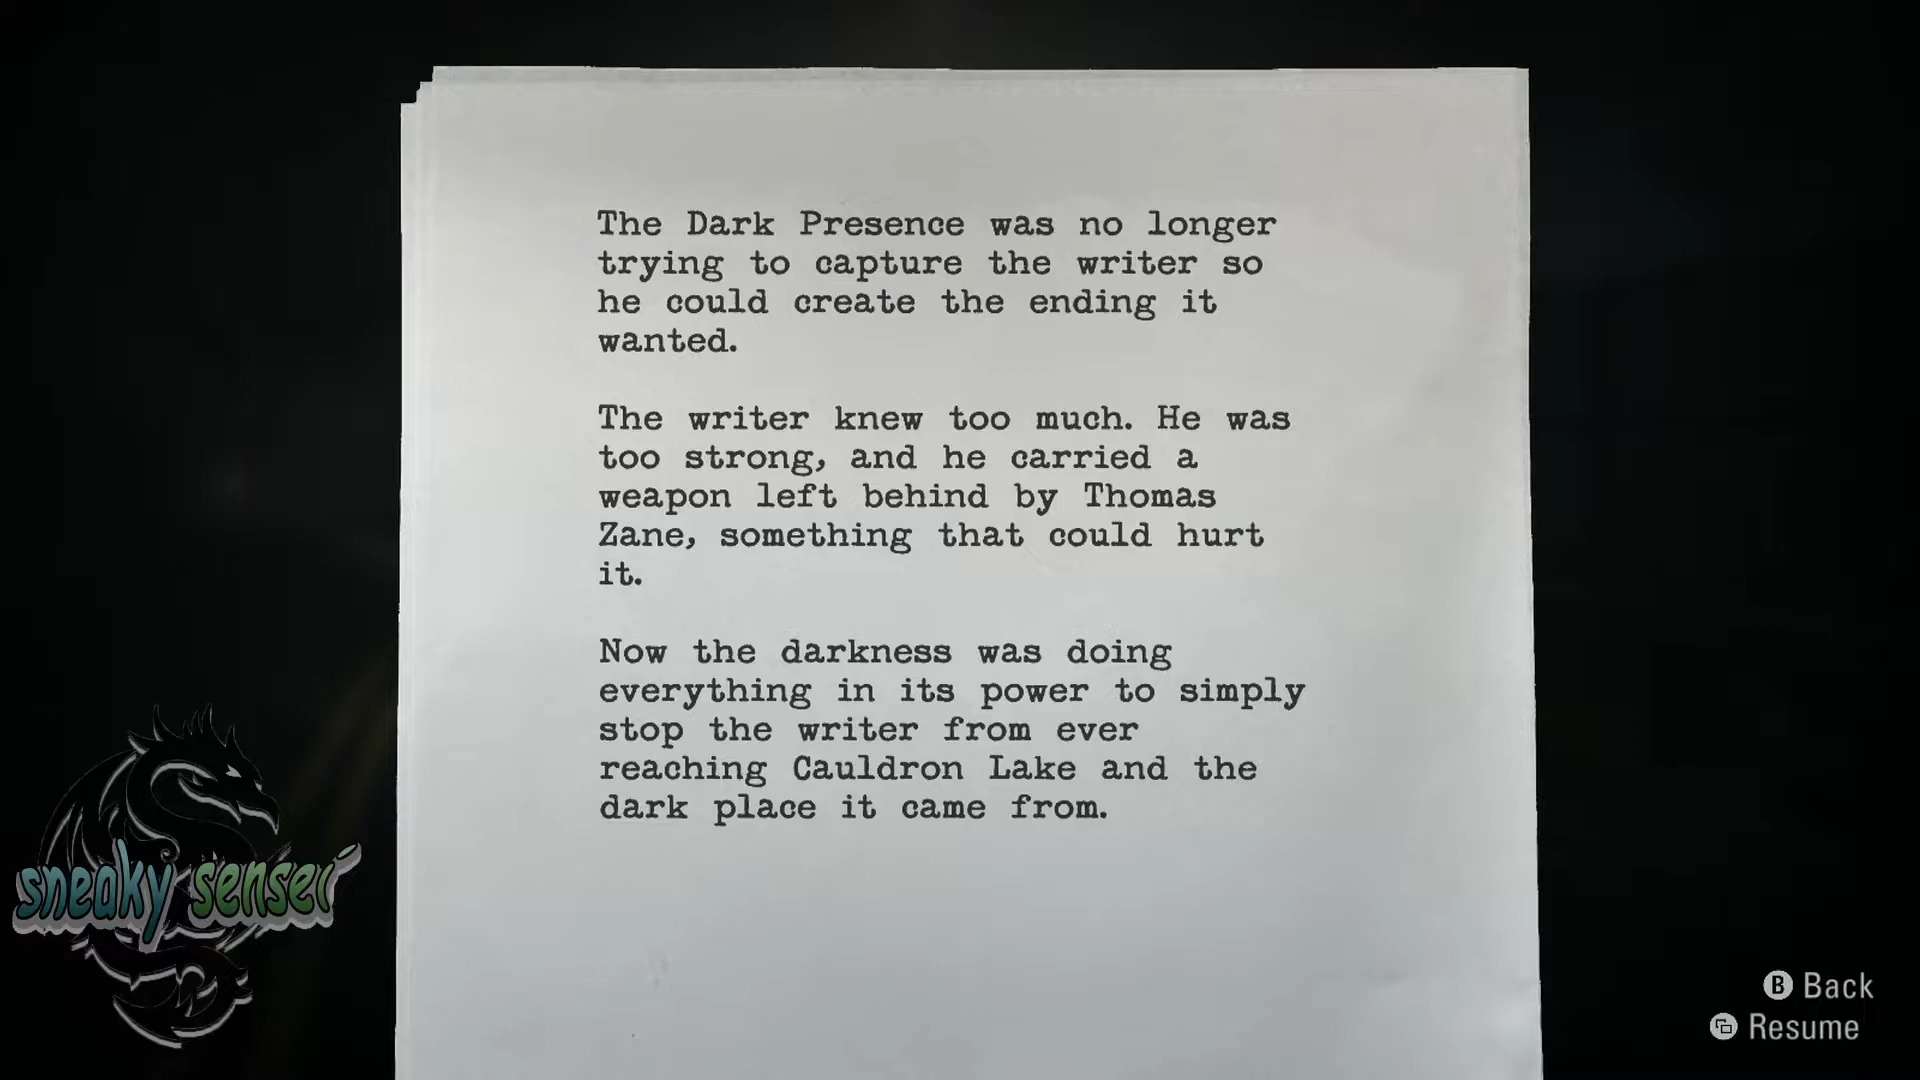 The Dark Presence was no longer
trying to capture the writer so
he could create the ending it
wanted.
The writer knew too much. He was
too strong, and he carried a
weapon left behind by Thomas
Zane, something that could hurt
it.
Now the darkness was doing
everything in its power to simply
stop the writer from ever
reaching Cauldron Lake and the
dark place it came from.
sneaky sensei
B Back
Resume